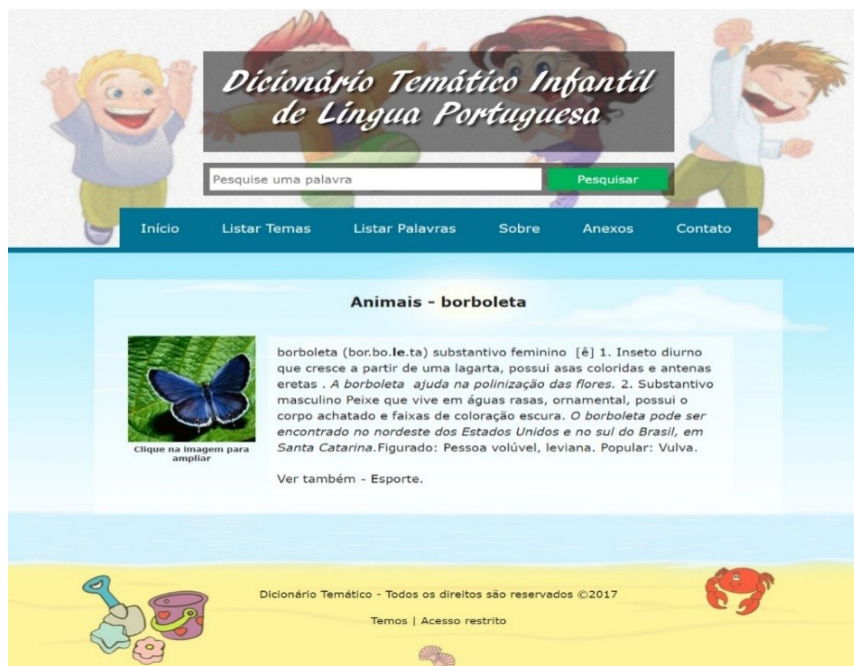 Dicionário Temático Infantil
de Língua Portuguesa
Pesquise uma palavra
Pesquisar
Início Listar Temas Listar Palavras Sobre Anexos Contato
Animais - borboleta
borboleta (bor.bo.le.ta) substantivo feminino [ê] 1. Inseto diurno
que cresce a partir de uma lagarta, possui asas coloridas e antenas
eretas . A borboleta ajuda na polinização das flores. 2. Substantivo
masculino Peixe que vive em águas rasas, ornamental, possui o
corpo achatado e faixas de coloração escura. O borboleta pode ser
encontrado no nordeste dos Estados Unidos e no sul do Brasil, em
Santa Catarina.Figurado: Pessoa volúvel, leviana. Popular: Vulva.
Ver também - Esporte.
Clique na imagem para
ampliar
Dicionário Temático - Todos os direitos são reservados ©2017
Temos | Acesso restrito